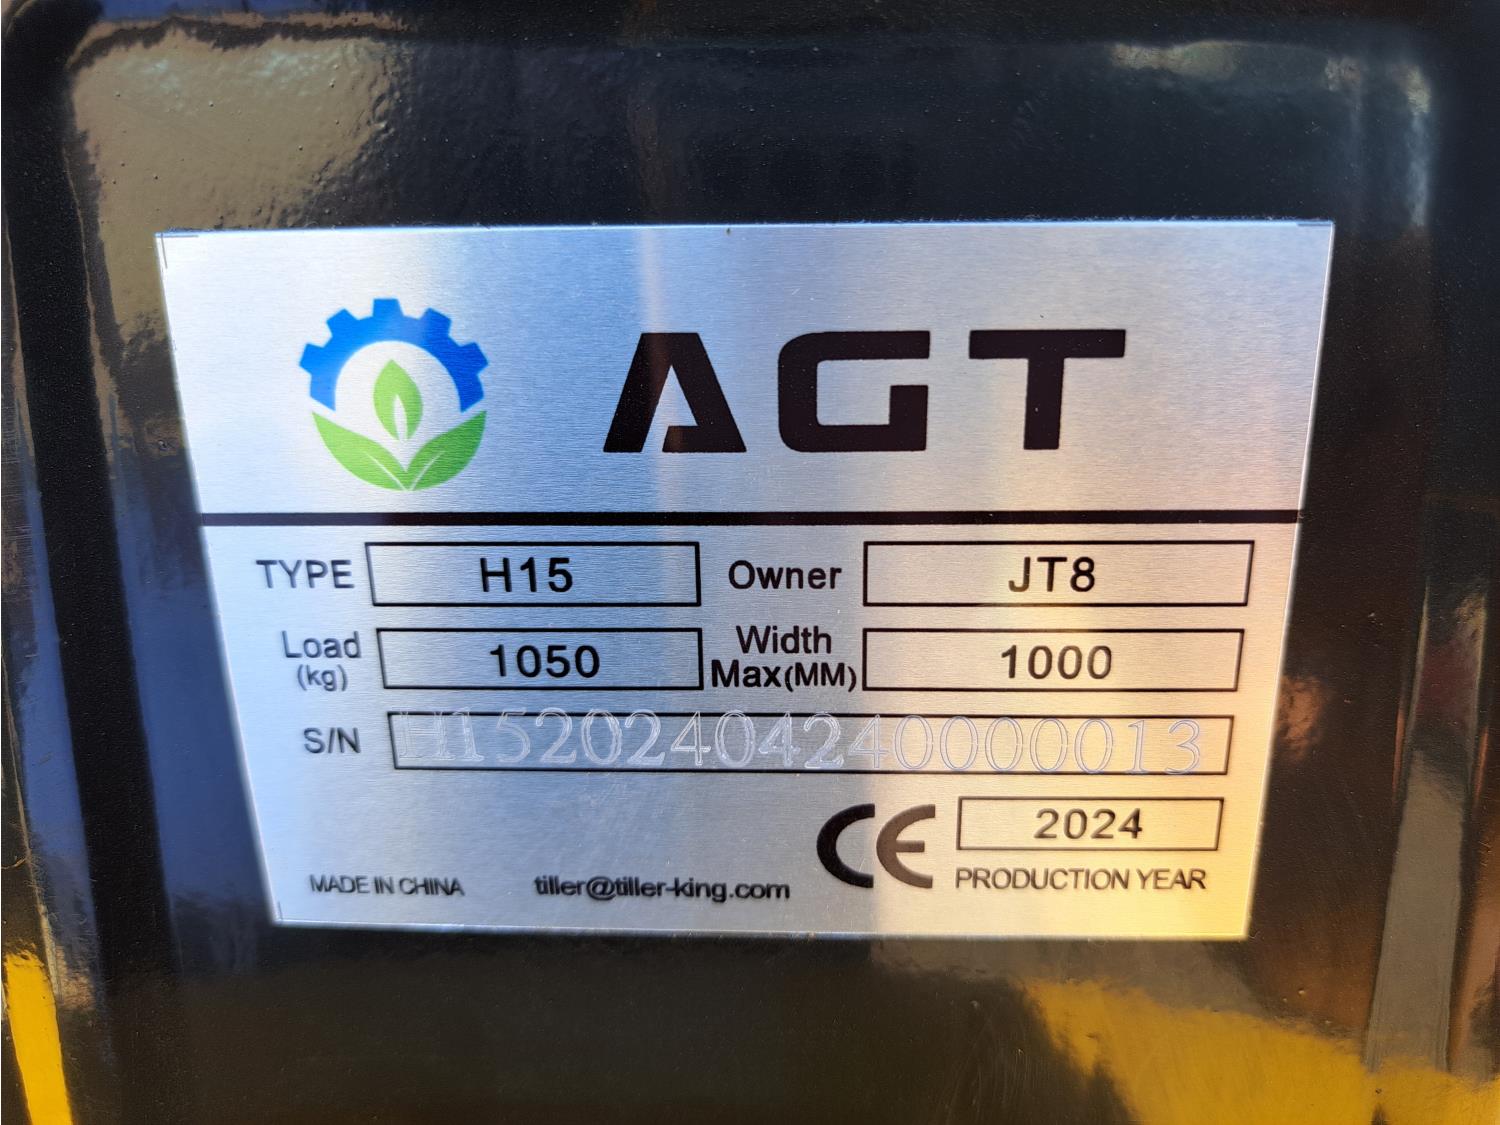 AGT
TYPE H15 Owner JT8
Load (kg) 1050 Width Max(MM) 1000
S/N H15202404240000013
CE 2024
MADE IN CHINA tiller@tiller-king.com PRODUCTION YEAR